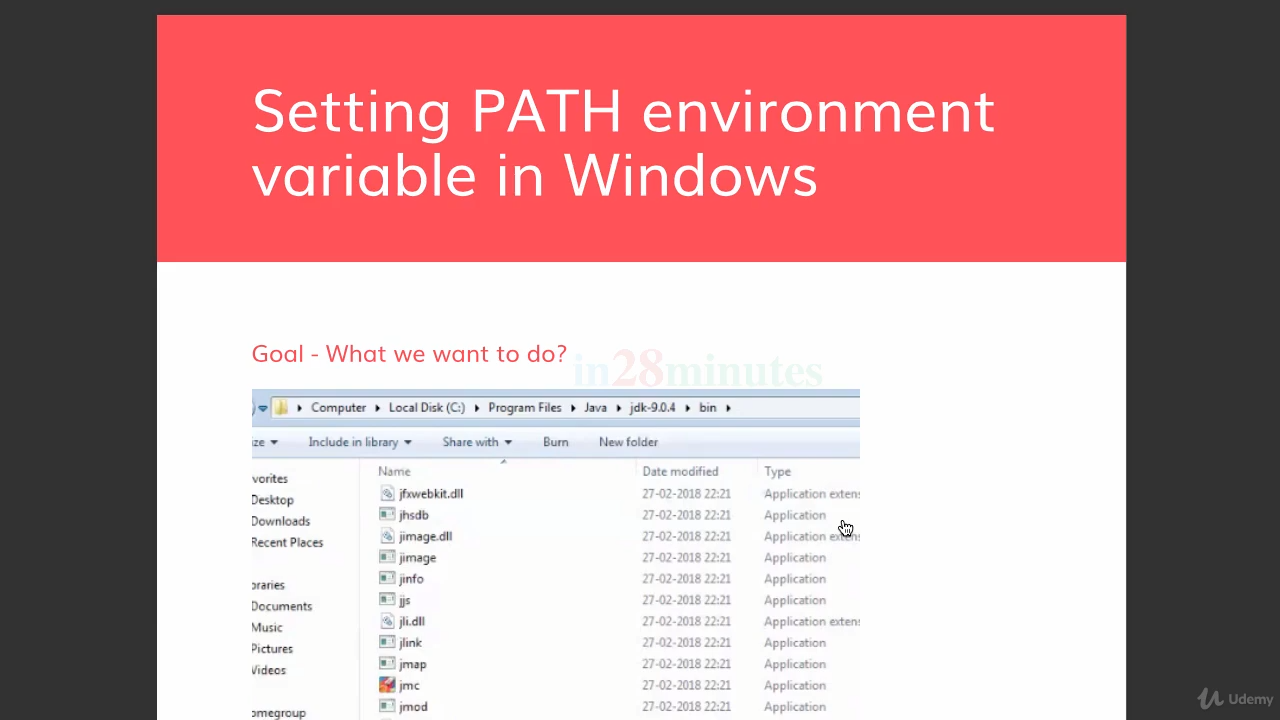 Setting PATH environment
variable in Windows
Goal - What we want to do?
in28minutes
Computer Local Disk (C:) Program Files Java jdk-9.0.4 bin
ize Include in library Share with Burn New folder
Name Date modified Type
vorites
Desktop
Downloads
Recent Places
braries
Documents
Music
Pictures
Videos
omegroup
jfxwebkit.dll 27-02-2018 22:21 Application extens
jhsdb 27-02-2018 22:21 Application
jimage.dll 27-02-2018 22:21 Application extens
jimage 27-02-2018 22:21 Application
jinfo 27-02-2018 22:21 Application
jjs 27-02-2018 22:21 Application
jli.dll 27-02-2018 22:21 Application extens
jlink 27-02-2018 22:21 Application
jmap 27-02-2018 22:21 Application
jmc 27-02-2018 22:21 Application
jmod 27-02-2018 22:21 Application
Udemy